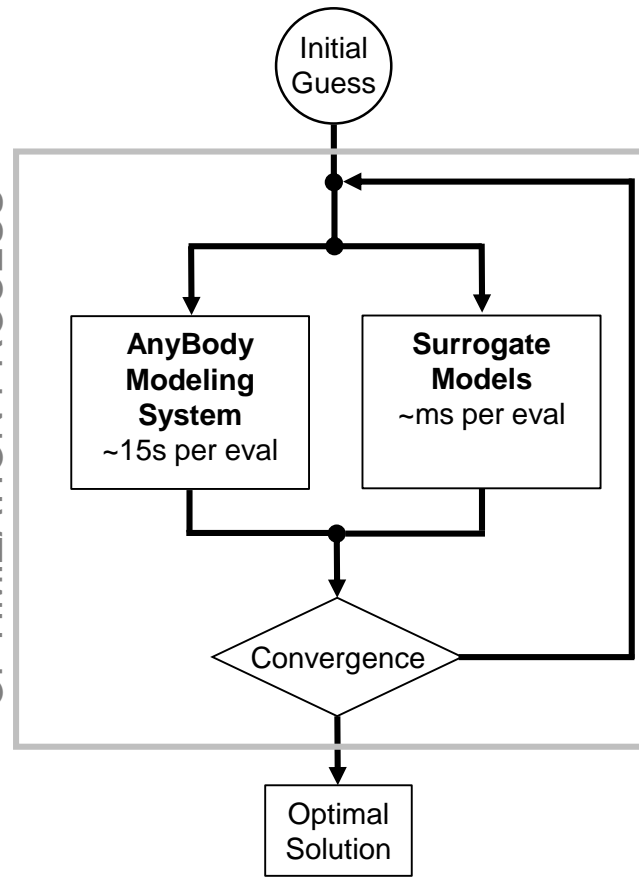 Initial
Guess
AnyBody
Modeling
System
~15s per eval
Surrogate
Models
~ms per eval
Convergence
Optimal
Solution